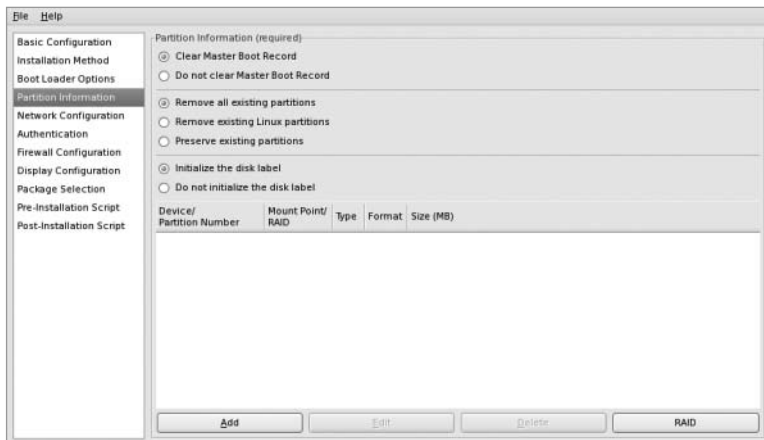 File Help
Basic Configuration
Installation Method
Boot Loader Options
Partition Information
Network Configuration
Authentication
Firewall Configuration
Display Configuration
Package Selection
Pre-Installation Script
Post-Installation Script
Partition Information (required)
Clear Master Boot Record
Do not clear Master Boot Record
Remove all existing partitions
Remove existing Linux partitions
Preserve existing partitions
Initialize the disk label
Do not initialize the disk label
Device/
Partition Number
Mount Point/
RAID
Type
Format
Size (MB)
Add
Edit
Delete
RAID